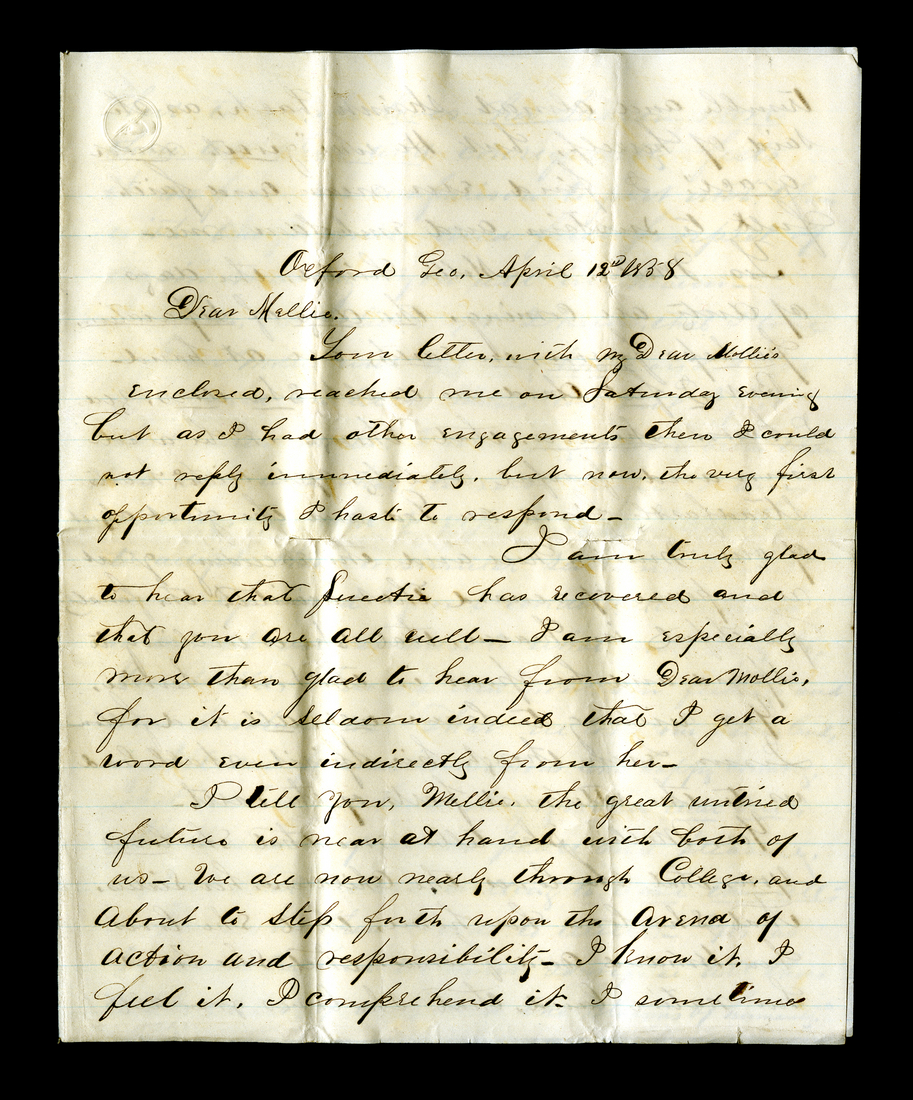 Oxford Geo, April 12th 1858
Dear Mellie.
Your letter, with my Dear Mollie's
enclosed, reached me on Saturday evening
but as I had other engagements then I could
not reply immediately, but now, the very first
opportunity I haste to respond—
I am truly glad
to hear that has recovered and
that you are all well— I am especially
more than glad to hear from Dear Mollie,
for it is seldom indeed that I get a
word even indirectly from her—
I tell you, Mellie, the great untried
future is near at hand with both of
us— We are now nearly through College, and
about to step forth upon the arena of
action and responsibility— I know it, I
feel it, I comprehend it— I sometimes